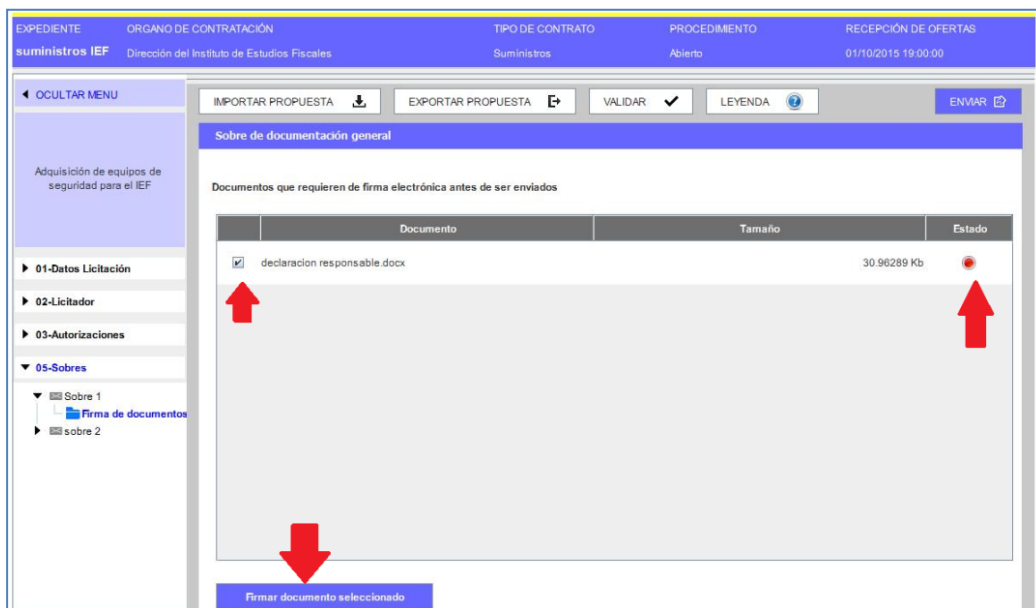 EXPEDIENTE ORGANO DE CONTRATACIÓN TIPO DE CONTRATO PROCEDIMIENTO RECEPCIÓN DE OFERTAS
suministros IEF Dirección del Instituto de Estudios Fiscales Suministros Abierto 01/10/2015 19:00:00
OCULTAR MENU
IMPORTAR PROPUESTA EXPORTAR PROPUESTA VALIDAR LEYENDA ENVIAR
Sobre de documentación general
Adquisición de equipos de
seguridad para el IEF
Documentos que requieren de firma electrónica antes de ser enviados
Documento Tamaño Estado
declaracion responsable.docx 30.96289 Kb
01-Datos Licitación
02-Licitador
03-Autorizaciones
05-Sobres
Sobre 1
Firma de documentos
sobre 2
Firmar documento seleccionado